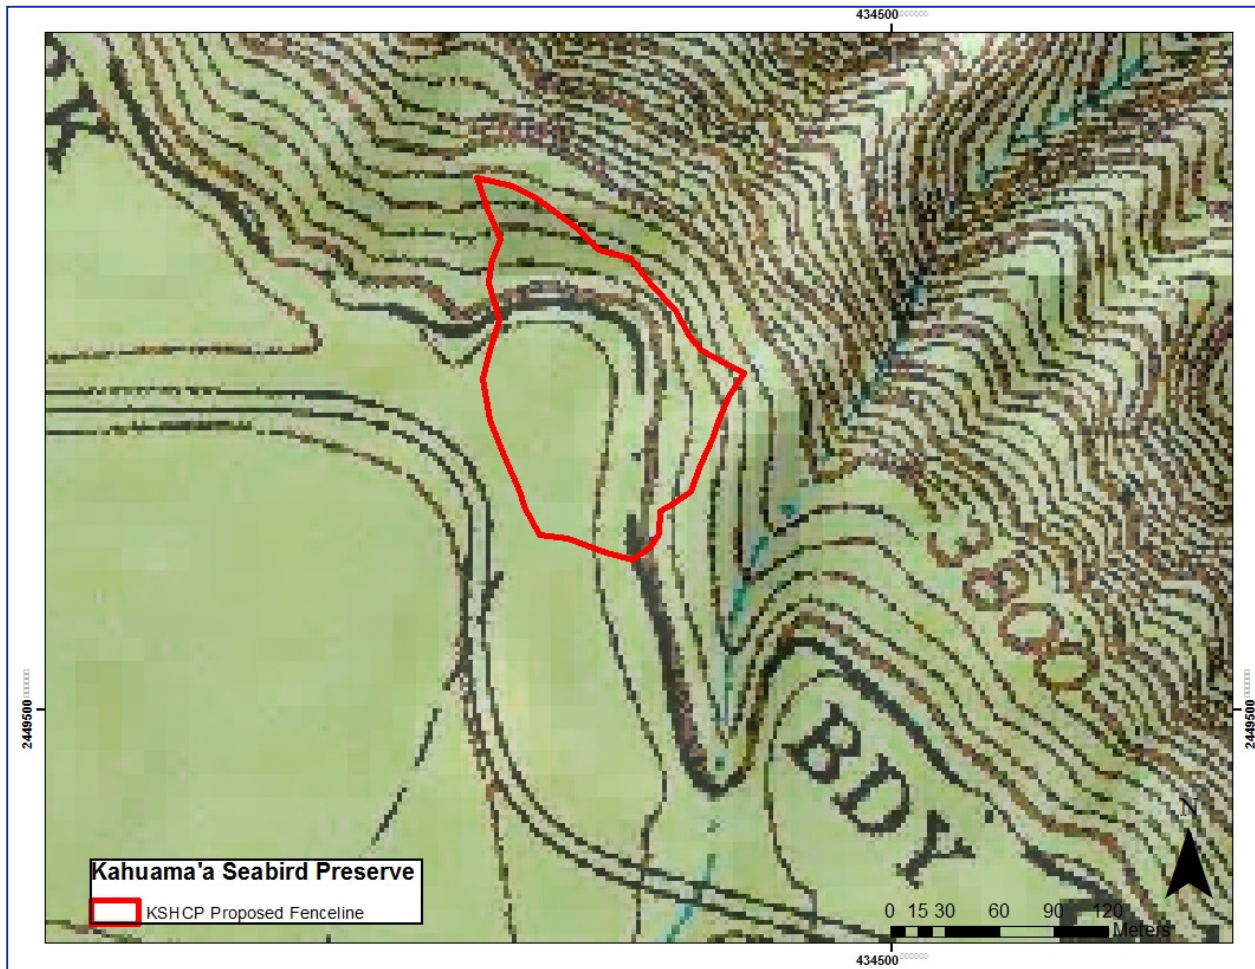 434500
2449500
2449500
3800
BDY
N
Kahuama'a Seabird Preserve
KSHCP Proposed Fenceline
0 15 30 60 90 120
Meters
434500